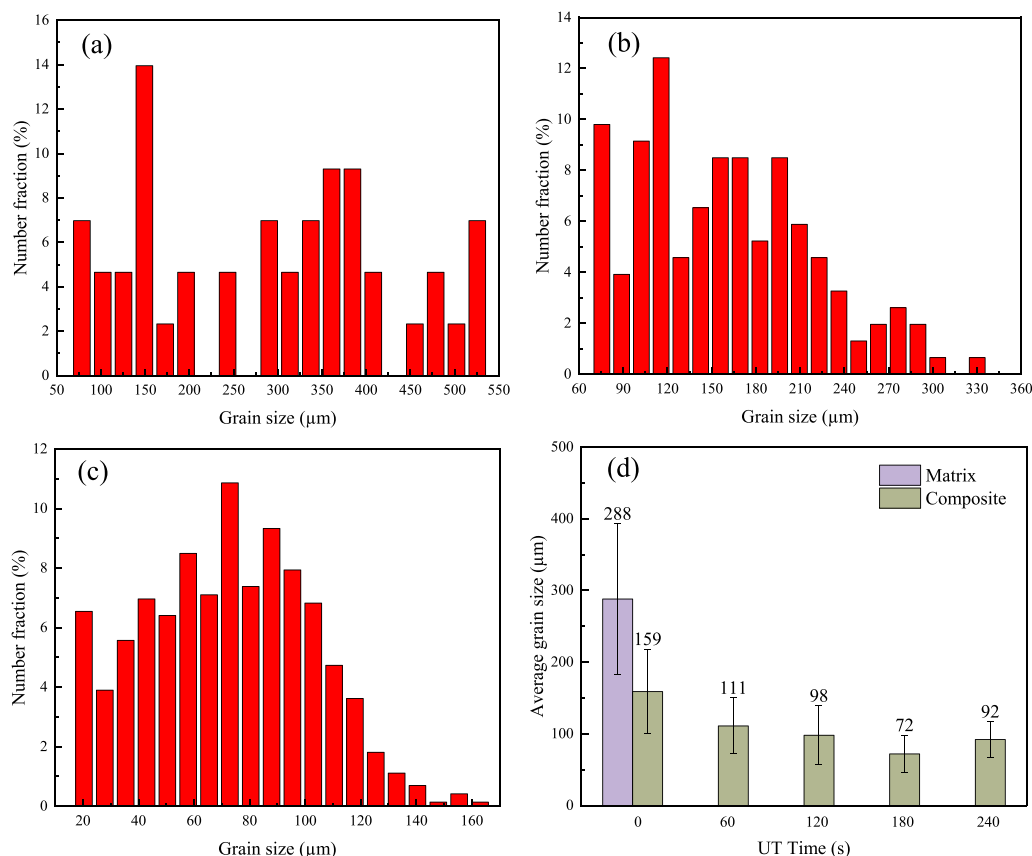 (a)
Number fraction (%)
16
14
12
10
8
6
4
2
0
50 100 150 200 250 300 350 400 450 500 550
Grain size (µm)
(b)
Number fraction (%)
14
12
10
8
6
4
2
0
60 90 120 150 180 210 240 270 300 330 360
Grain size (µm)
(c)
Number fraction (%)
12
10
8
6
4
2
0
20 40 60 80 100 120 140 160
Grain size (µm)
(d)
Matrix
Composite
Average grain size (µm)
500
400
300
200
100
0
288
159
111
98
72
92
0 60 120 180 240
UT Time (s)